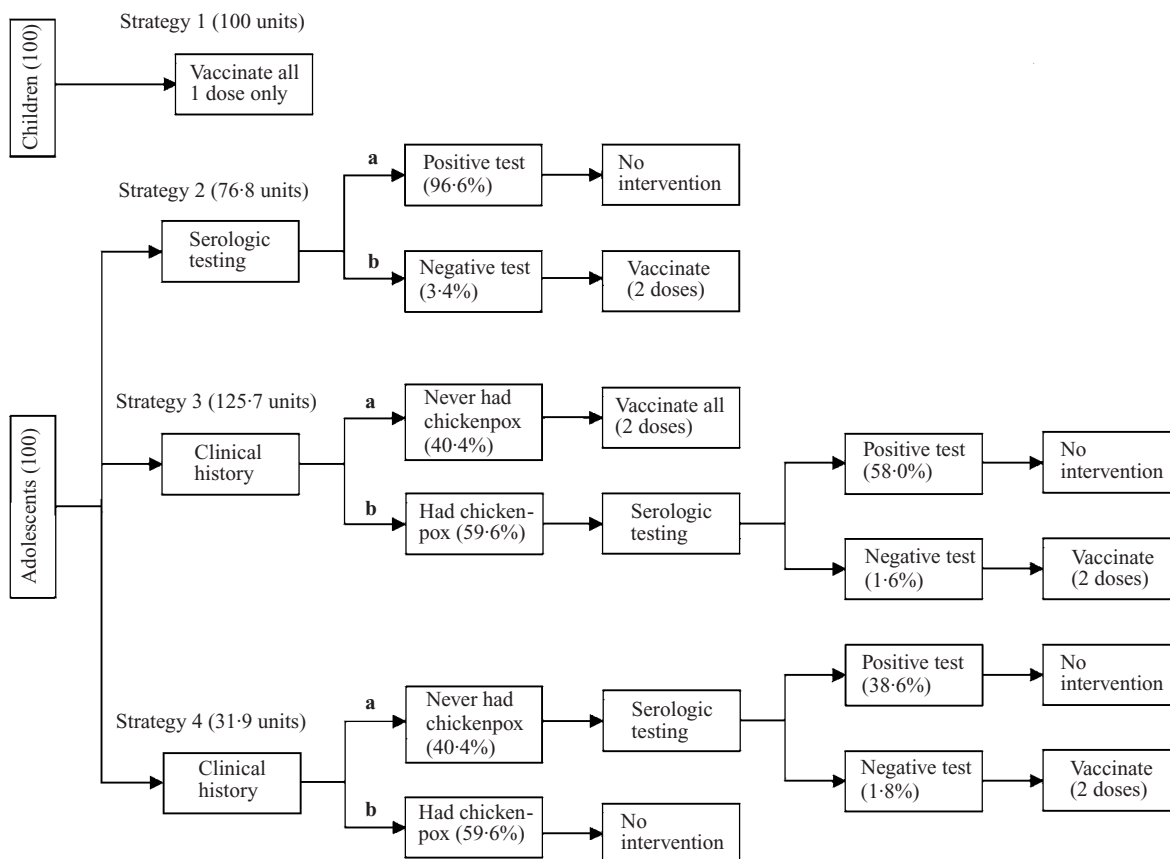 Strategy 1 (100 units)
Children (100)
Vaccinate all
1 dose only
Strategy 2 (76·8 units)
Serologic
testing
a
Positive test
(96·6%)
No
intervention
b
Negative test
(3·4%)
Vaccinate
(2 doses)
Adolescents (100)
Strategy 3 (125·7 units)
Clinical
history
a
Never had
chickenpox
(40·4%)
Vaccinate all
(2 doses)
b
Had chicken-
pox (59·6%)
Serologic
testing
Positive test
(58·0%)
No
intervention
Negative test
(1·6%)
Vaccinate
(2 doses)
Strategy 4 (31·9 units)
Clinical
history
a
Never had
chickenpox
(40·4%)
Serologic
testing
Positive test
(38·6%)
No
intervention
Negative test
(1·8%)
Vaccinate
(2 doses)
b
Had chicken-
pox (59·6%)
No
intervention